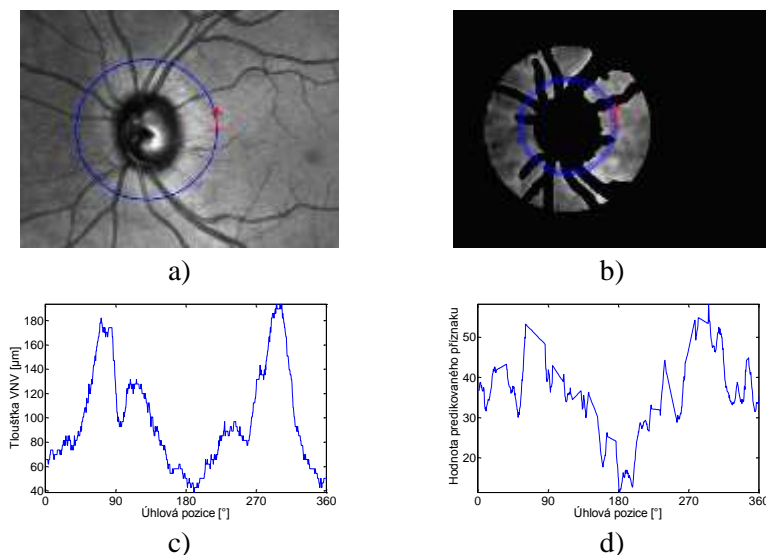 a)
b)
Tloušťka VNV [µm]
180
160
140
120
100
80
60
40
0
90
180
270
360
Úhlová pozice [°]
c)
Hodnota predikovaného příznaku
50
40
30
20
0
90
180
270
360
Úhlová pozice [°]
d)